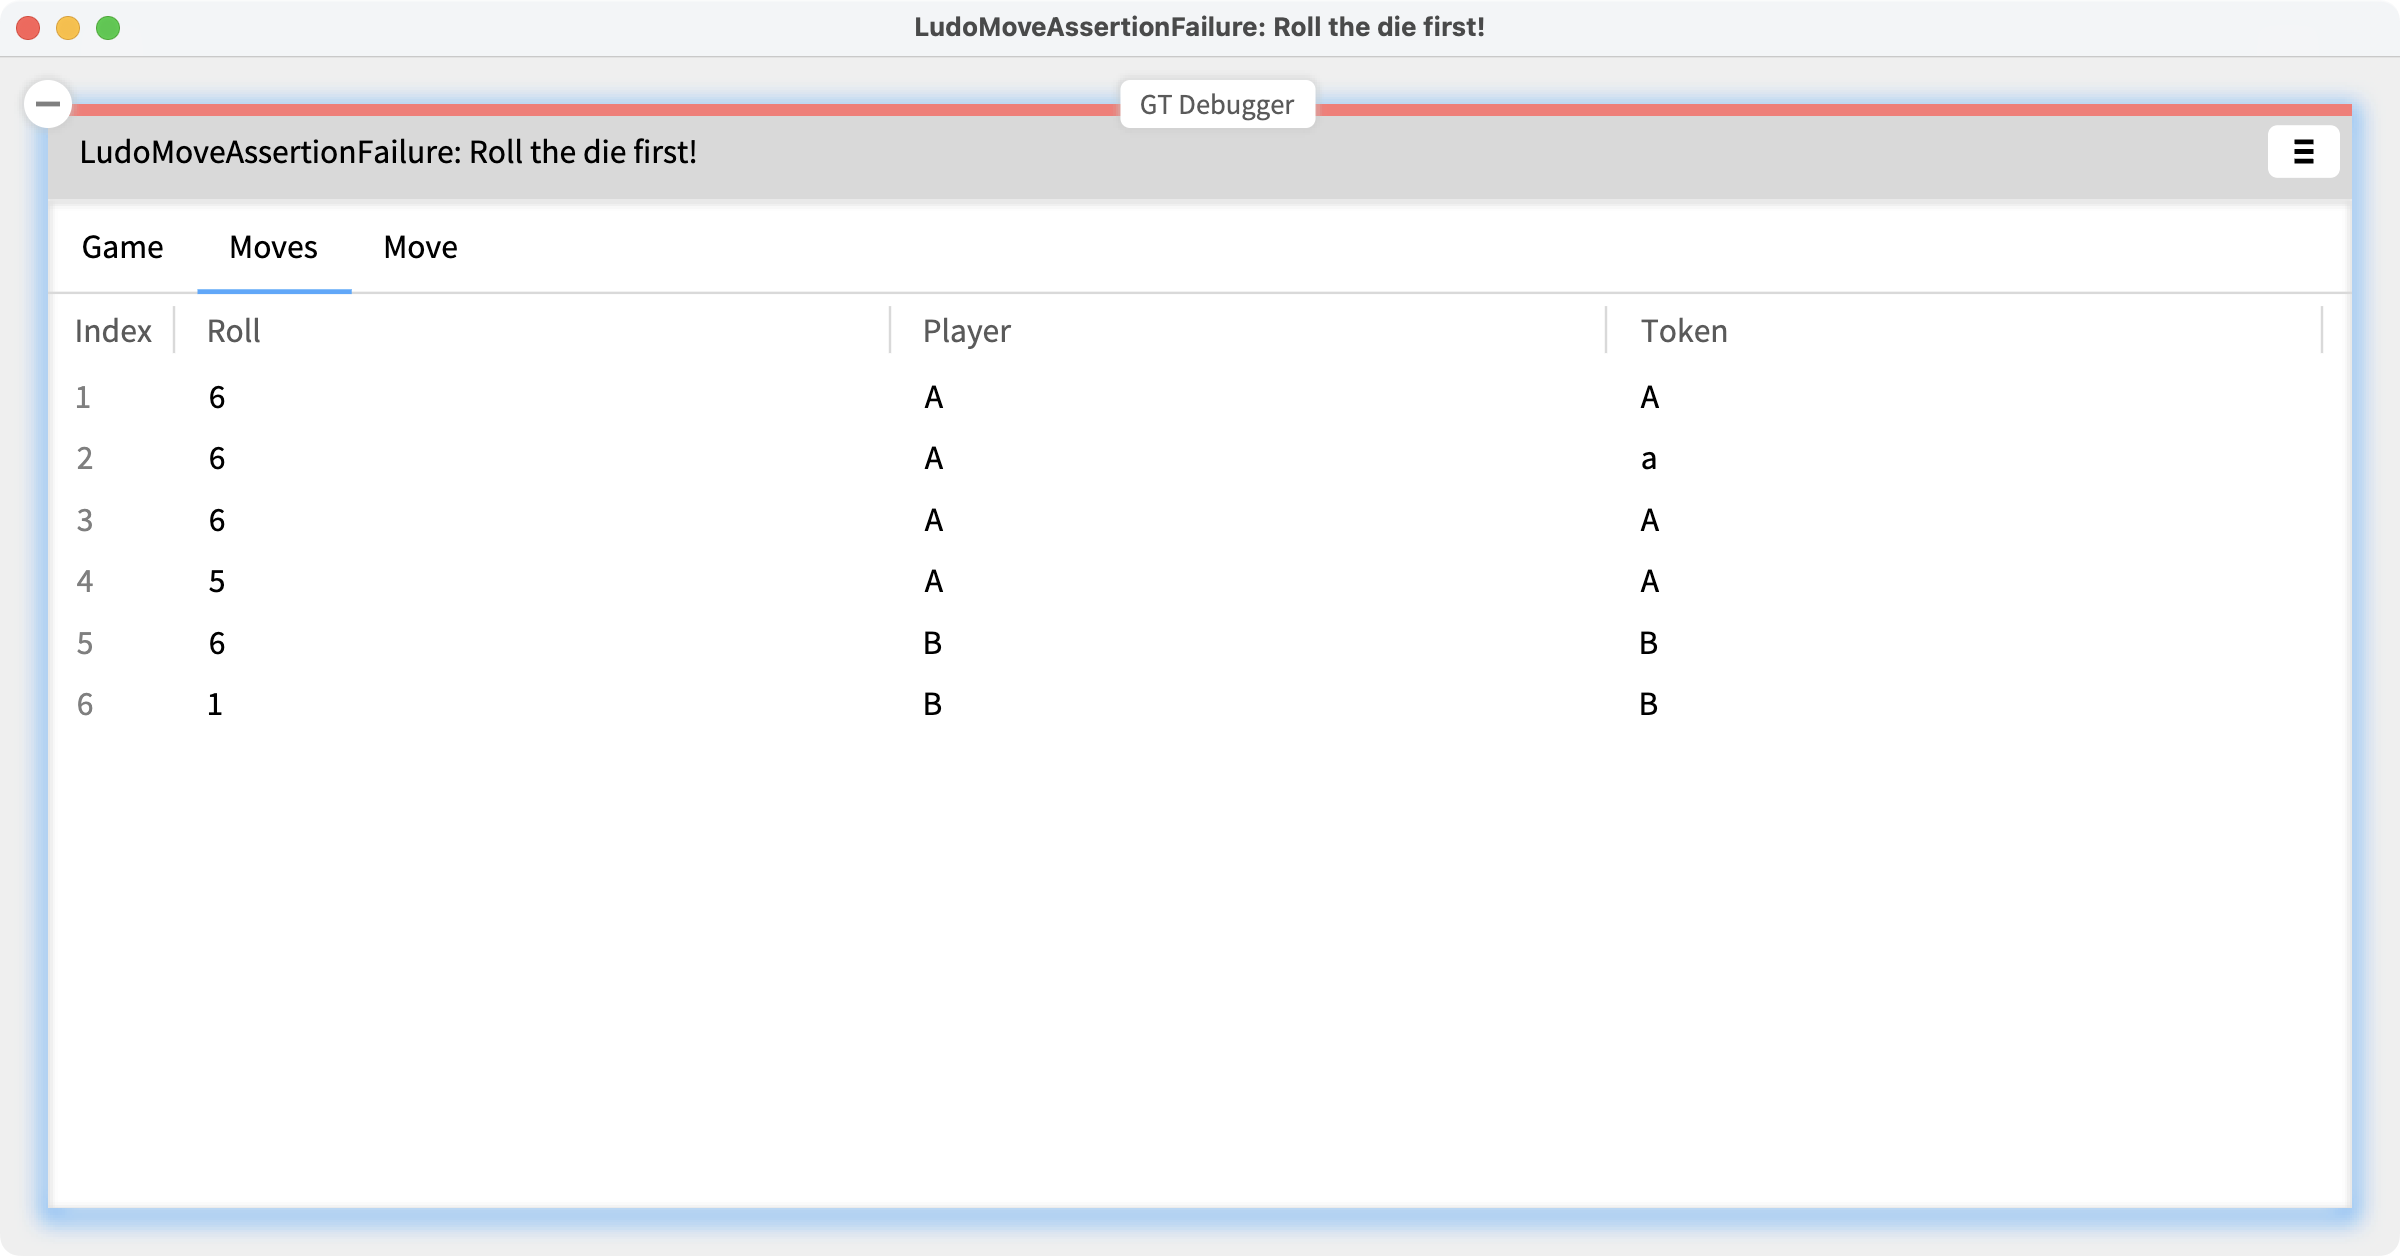 LudoMoveAssertionFailure: Roll the die first!
GT Debugger
LudoMoveAssertionFailure: Roll the die first!
Game Moves Move
Index Roll Player Token
1 6 A A
2 6 A a
3 6 A A
4 5 A A
5 6 B B
6 1 B B